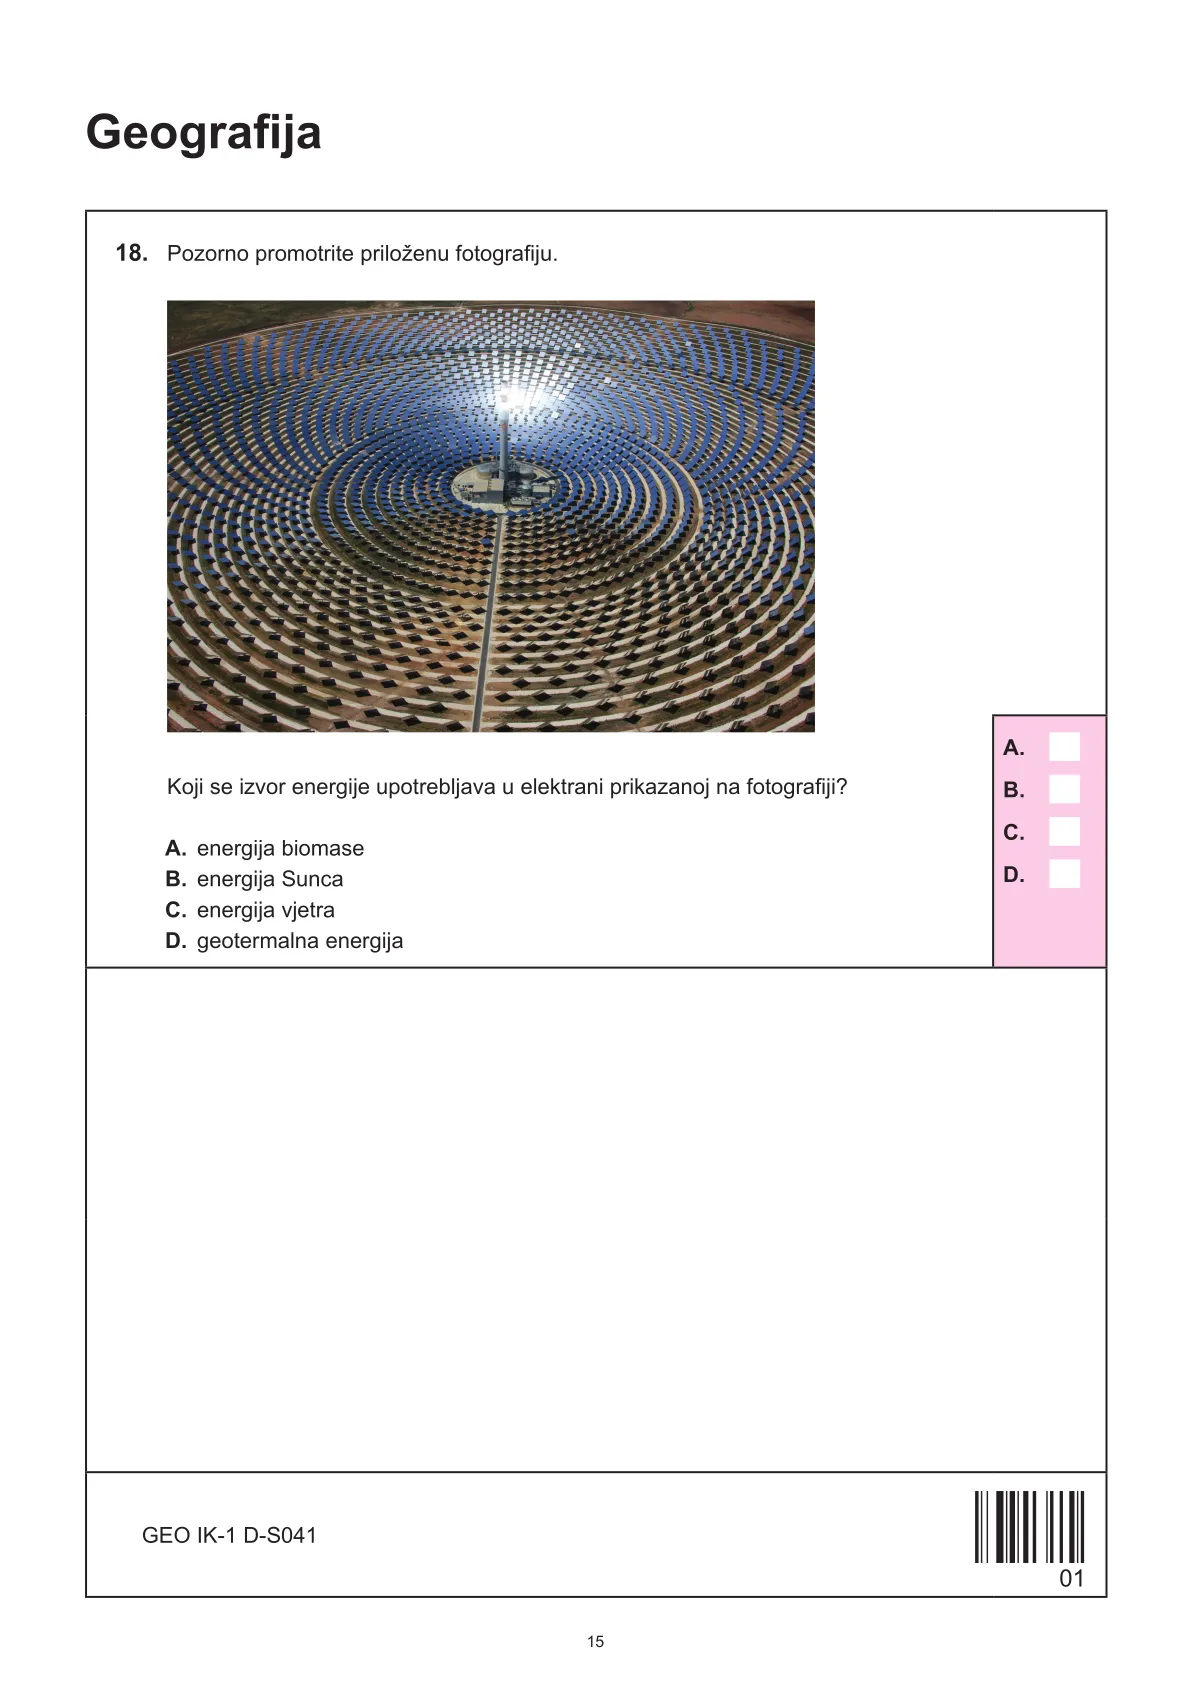 Geografija
18. Pozorno promotrite priloženu fotografiju.
Koji se izvor energije upotrebljava u elektrani prikazanoj na fotografiji?
A. energija biomase
B. energija Sunca
C. energija vjetra
D. geotermalna energija
A.
B.
C.
D.
GEO IK-1 D-S041
01
15